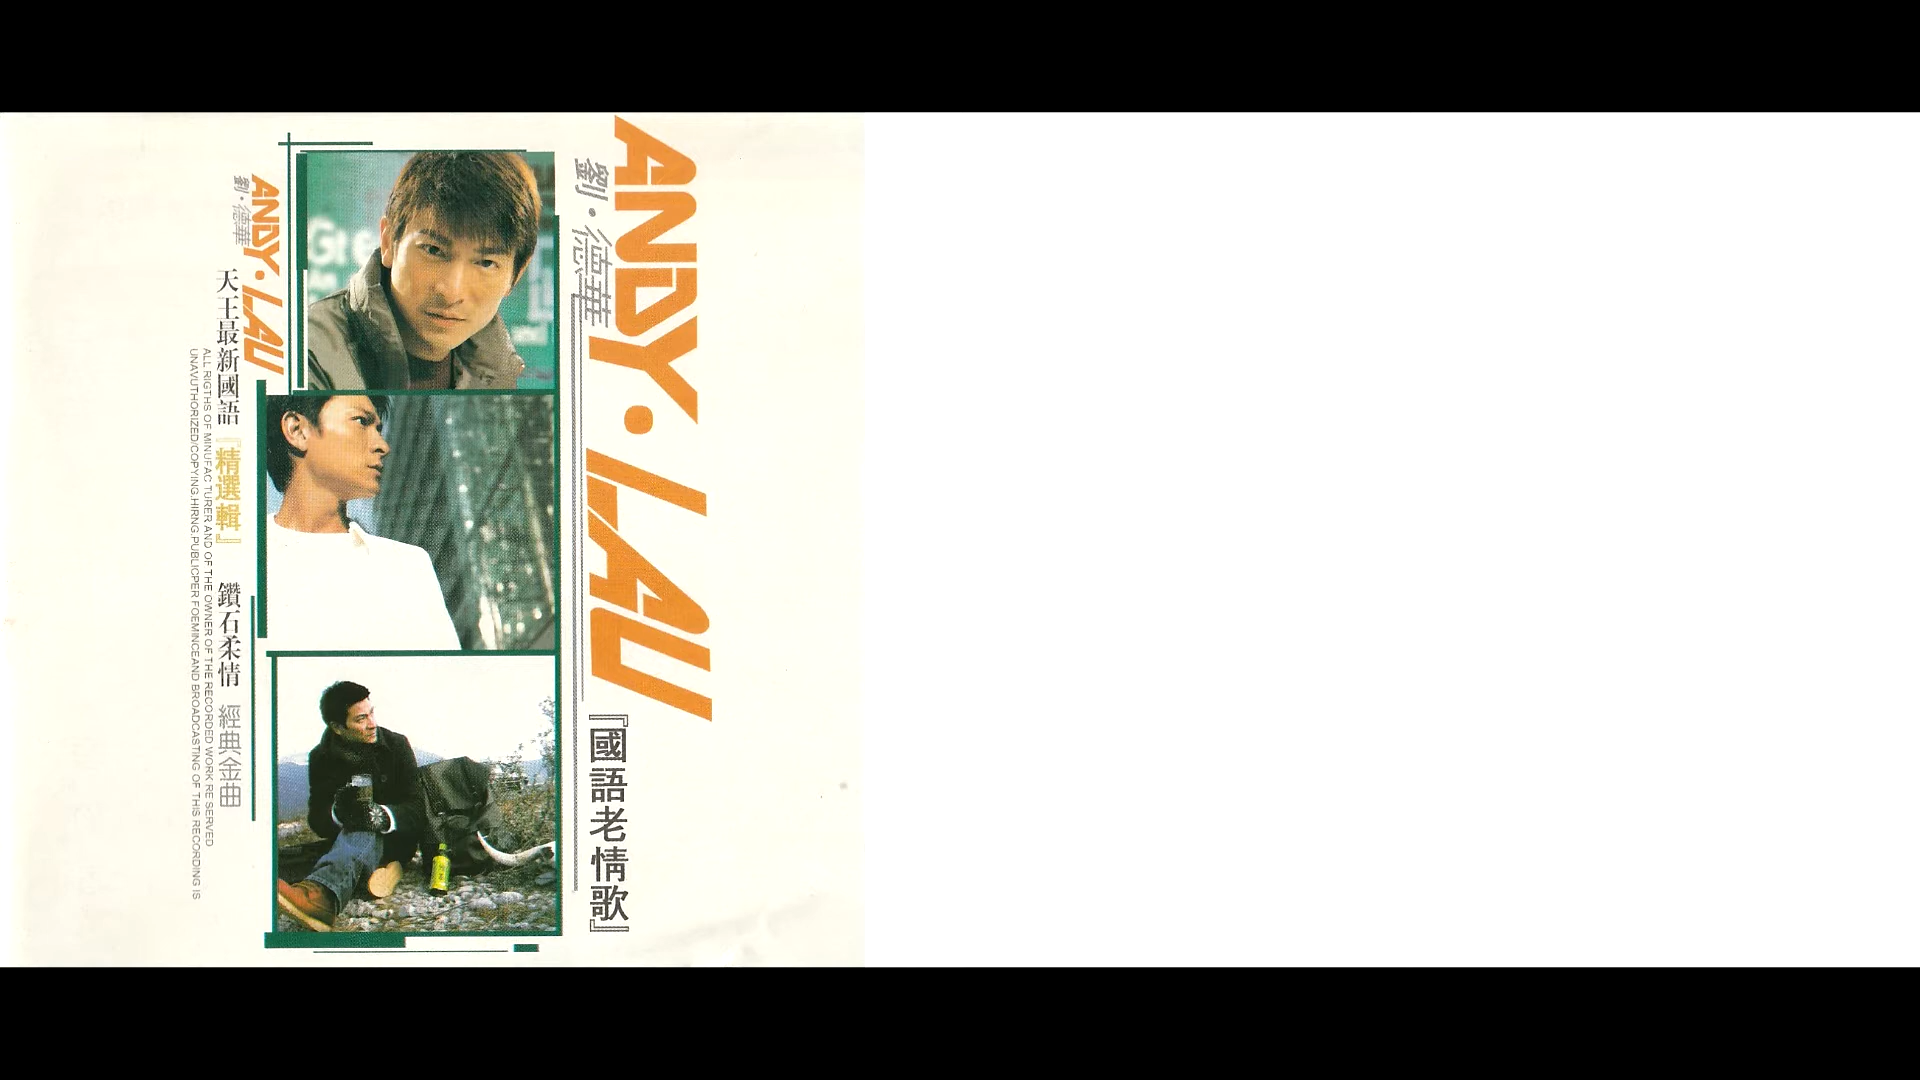 ANDY·LAU
劉·德華
『國語老情歌』
ANDY·LAU
劉·德華
天王最新國語『精選輯』 鑽石柔情 經典金曲
ALL RIGTHS OF MINUFAC TURER AND OF THE OWNER OF THE RECORDED WORK RE SERVED
UNAVUTHORIZED/COPYING.HIRNG.PUBLICPER FOEMINCEAND BROADCASTING OF THIS RECORDING IS